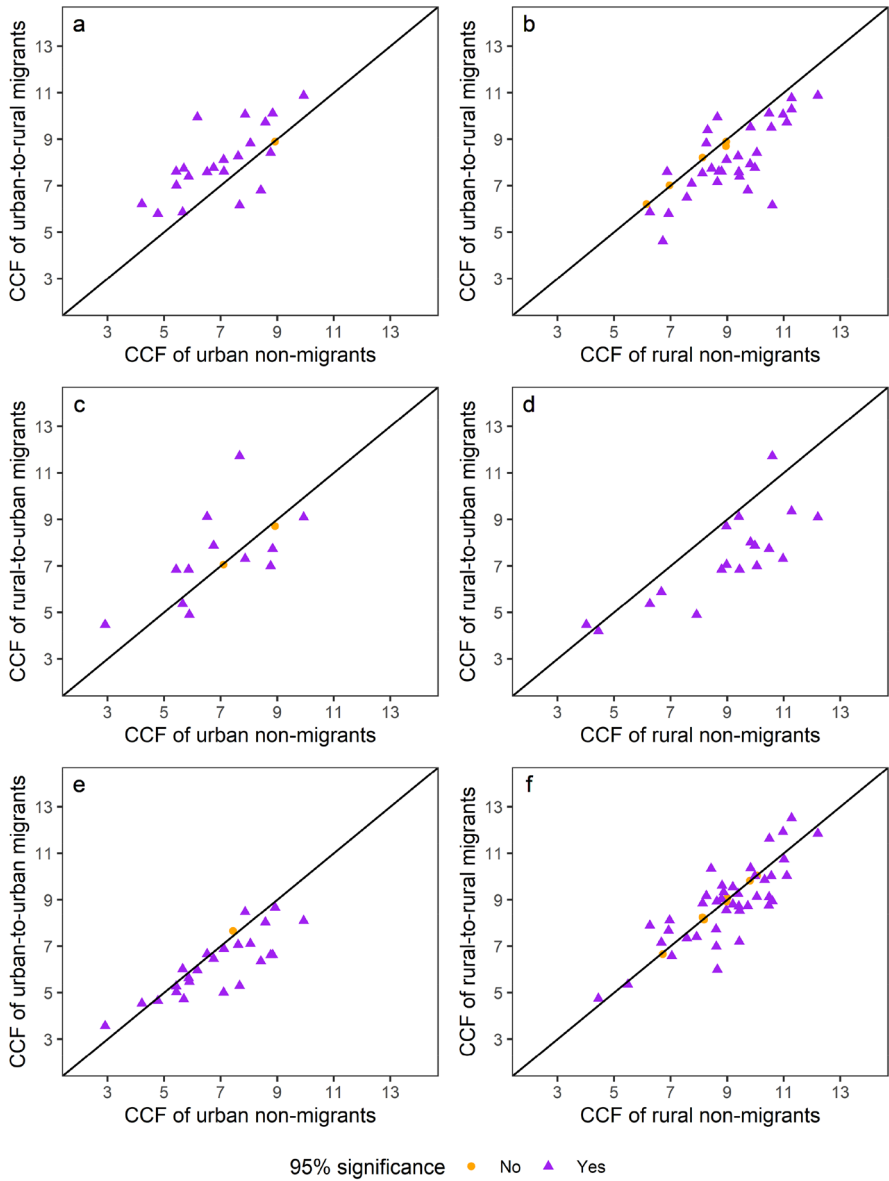 a
CCF of urban-to-rural migrants
13
11
9
7
5
3
3 5 7 9 11 13
CCF of urban non-migrants
b
CCF of urban-to-rural migrants
13
11
9
7
5
3
3 5 7 9 11 13
CCF of rural non-migrants
c
CCF of rural-to-urban migrants
13
11
9
7
5
3
3 5 7 9 11 13
CCF of urban non-migrants
d
CCF of rural-to-urban migrants
13
11
9
7
5
3
3 5 7 9 11 13
CCF of rural non-migrants
e
CCF of urban-to-urban migrants
13
11
9
7
5
3
3 5 7 9 11 13
CCF of urban non-migrants
f
CCF of rural-to-rural migrants
13
11
9
7
5
3
3 5 7 9 11 13
CCF of rural non-migrants
95% significance No Yes